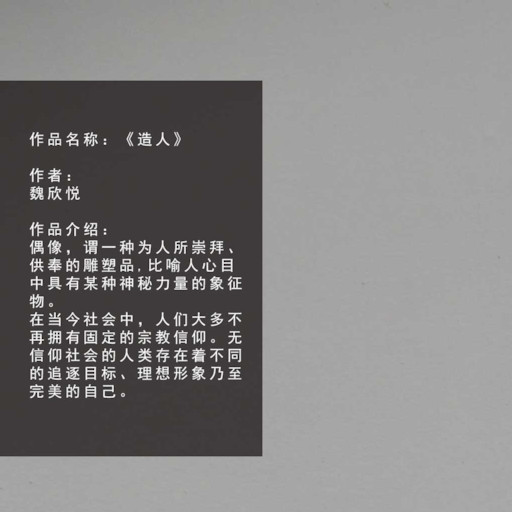 作品名称：《造人》
作者：
魏欣悦
作品介绍：
偶像，谓一种为人所崇拜、
供奉的雕塑品,比喻人心目
中具有某种神秘力量的象征
物。
在当今社会中，人们大多不
再拥有固定的宗教信仰。无
信仰社会的人类存在着不同
的追逐目标、理想形象乃至
完美的自己。